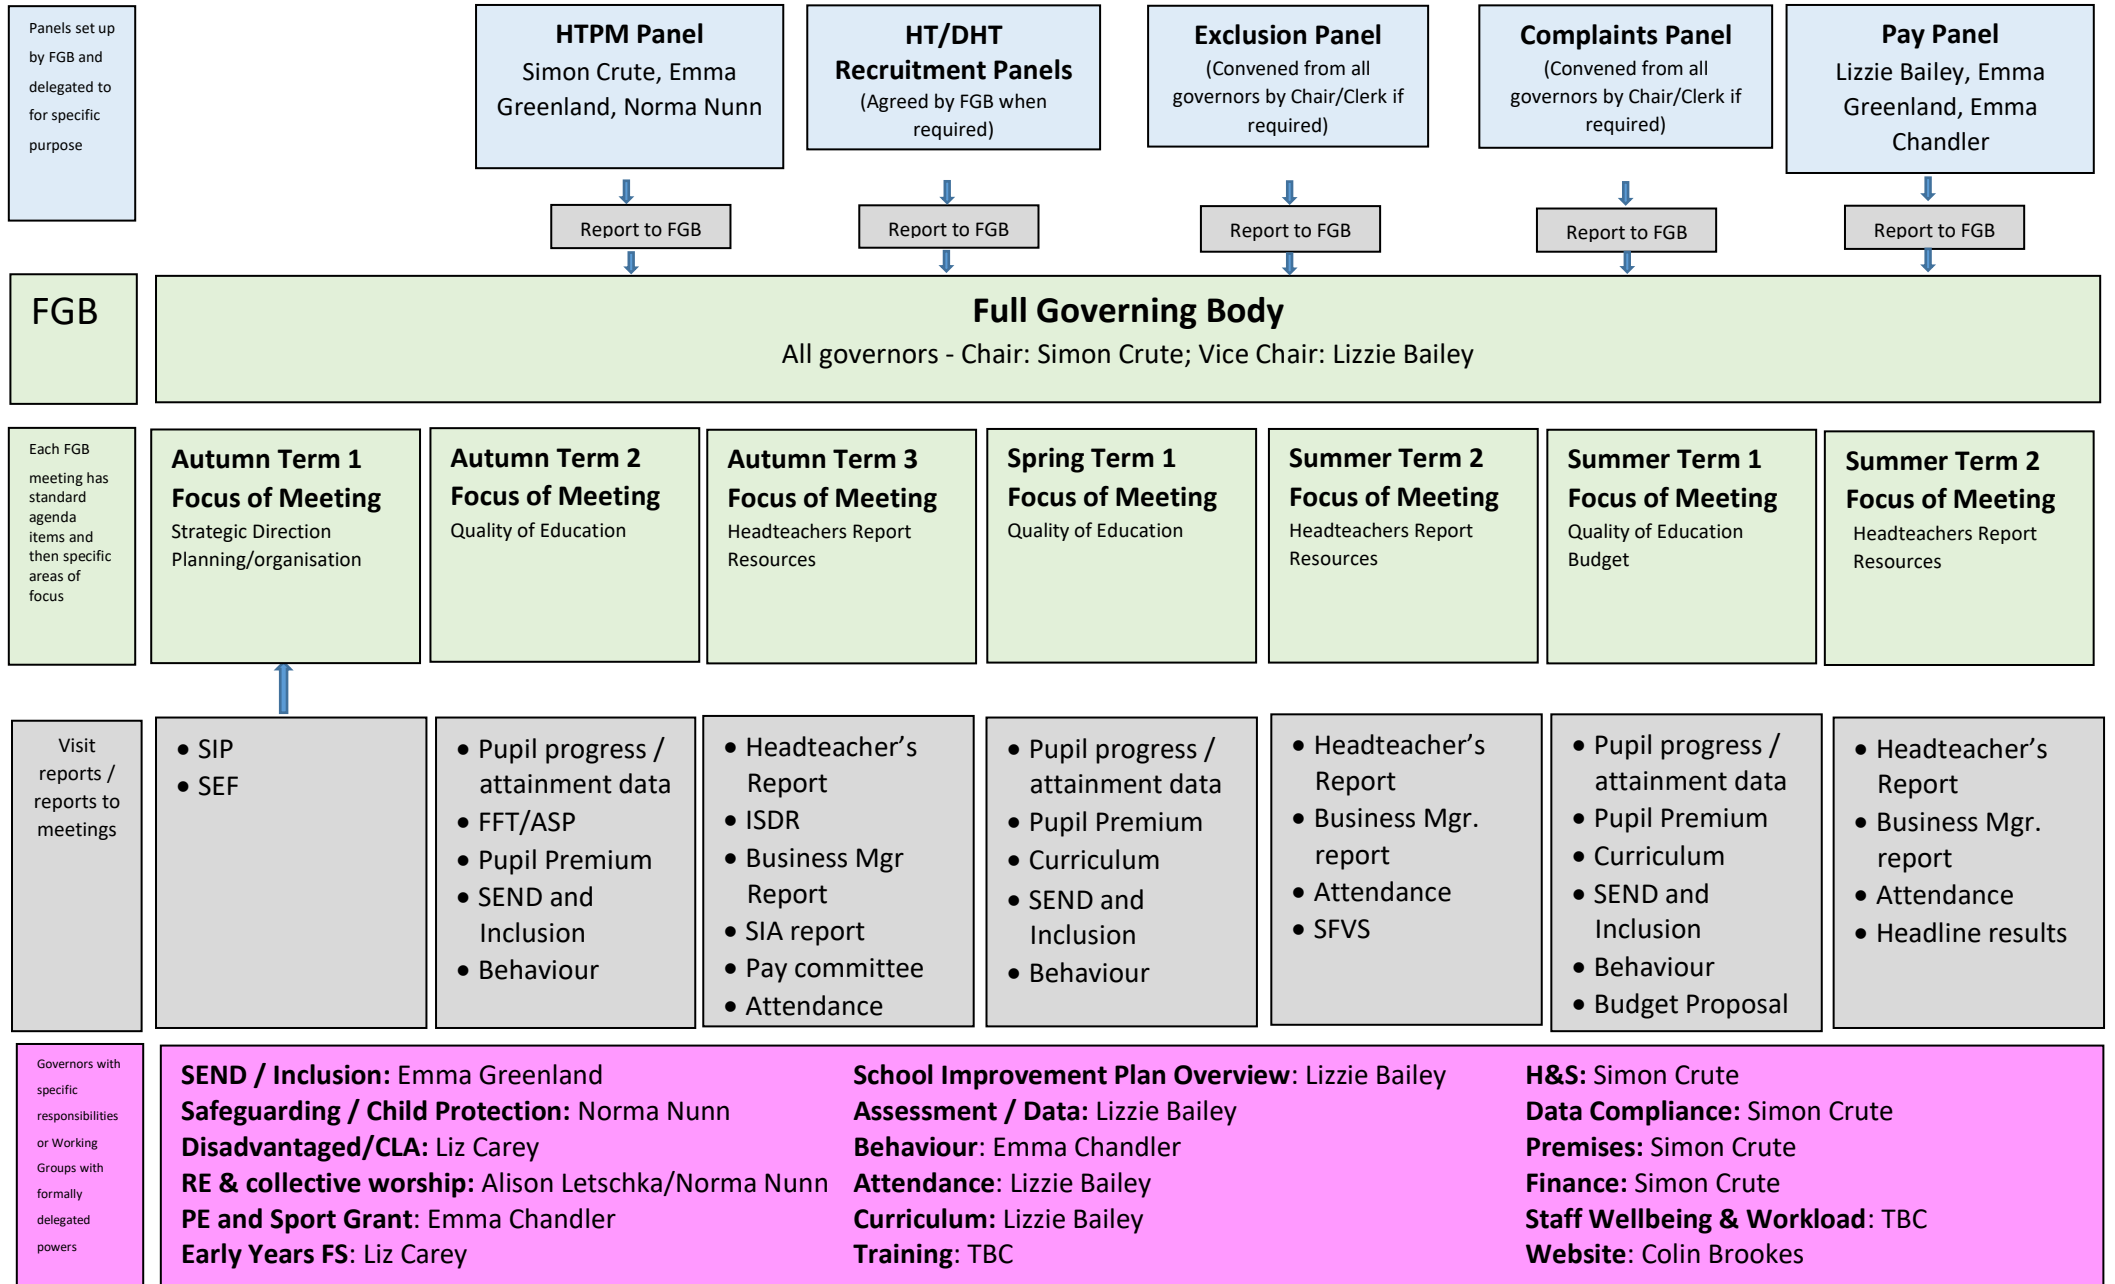 Panels set up
by FGB and
delegated to
for specific
purpose
HTPM Panel
Simon Crute, Emma
Greenland, Norma Nunn
HT/DHT
Recruitment Panels
(Agreed by FGB when
required)
Exclusion Panel
(Convened from all
governors by Chair/Clerk if
required)
Complaints Panel
(Convened from all
governors by Chair/Clerk if
required)
Pay Panel
Lizzie Bailey, Emma
Greenland, Emma
Chandler
Report to FGB
Report to FGB
Report to FGB
Report to FGB
Report to FGB
FGB
Full Governing Body
All governors - Chair: Simon Crute; Vice Chair: Lizzie Bailey
Each FGB
meeting has
standard
agenda
items and
then specific
areas of
focus
Autumn Term 1
Focus of Meeting
Strategic Direction
Planning/organisation
Autumn Term 2
Focus of Meeting
Quality of Education
Autumn Term 3
Focus of Meeting
Headteachers Report
Resources
Spring Term 1
Focus of Meeting
Quality of Education
Summer Term 2
Focus of Meeting
Headteachers Report
Resources
Summer Term 1
Focus of Meeting
Quality of Education
Budget
Summer Term 2
Focus of Meeting
Headteachers Report
Resources
Visit
reports /
reports to
meetings
• SIP
• SEF
• Pupil progress /
attainment data
• FFT/ASP
• Pupil Premium
• SEND and
Inclusion
• Behaviour
• Headteacher’s
Report
• ISDR
• Business Mgr
Report
• SIA report
• Pay committee
• Attendance
• Pupil progress /
attainment data
• Pupil Premium
• Curriculum
• SEND and
Inclusion
• Behaviour
• Headteacher’s
Report
• Business Mgr.
report
• Attendance
• SFVS
• Pupil progress /
attainment data
• Pupil Premium
• Curriculum
• SEND and
Inclusion
• Behaviour
• Budget Proposal
• Headteacher’s
Report
• Business Mgr.
report
• Attendance
• Headline results
Governors with
specific
responsibilities
or Working
Groups with
formally
delegated
powers
SEND / Inclusion: Emma Greenland
Safeguarding / Child Protection: Norma Nunn
Disadvantaged/CLA: Liz Carey
RE & collective worship: Alison Letschka/Norma Nunn
PE and Sport Grant: Emma Chandler
Early Years FS: Liz Carey
School Improvement Plan Overview: Lizzie Bailey
Assessment / Data: Lizzie Bailey
Behaviour: Emma Chandler
Attendance: Lizzie Bailey
Curriculum: Lizzie Bailey
Training: TBC
H&S: Simon Crute
Data Compliance: Simon Crute
Premises: Simon Crute
Finance: Simon Crute
Staff Wellbeing & Workload: TBC
Website: Colin Brookes